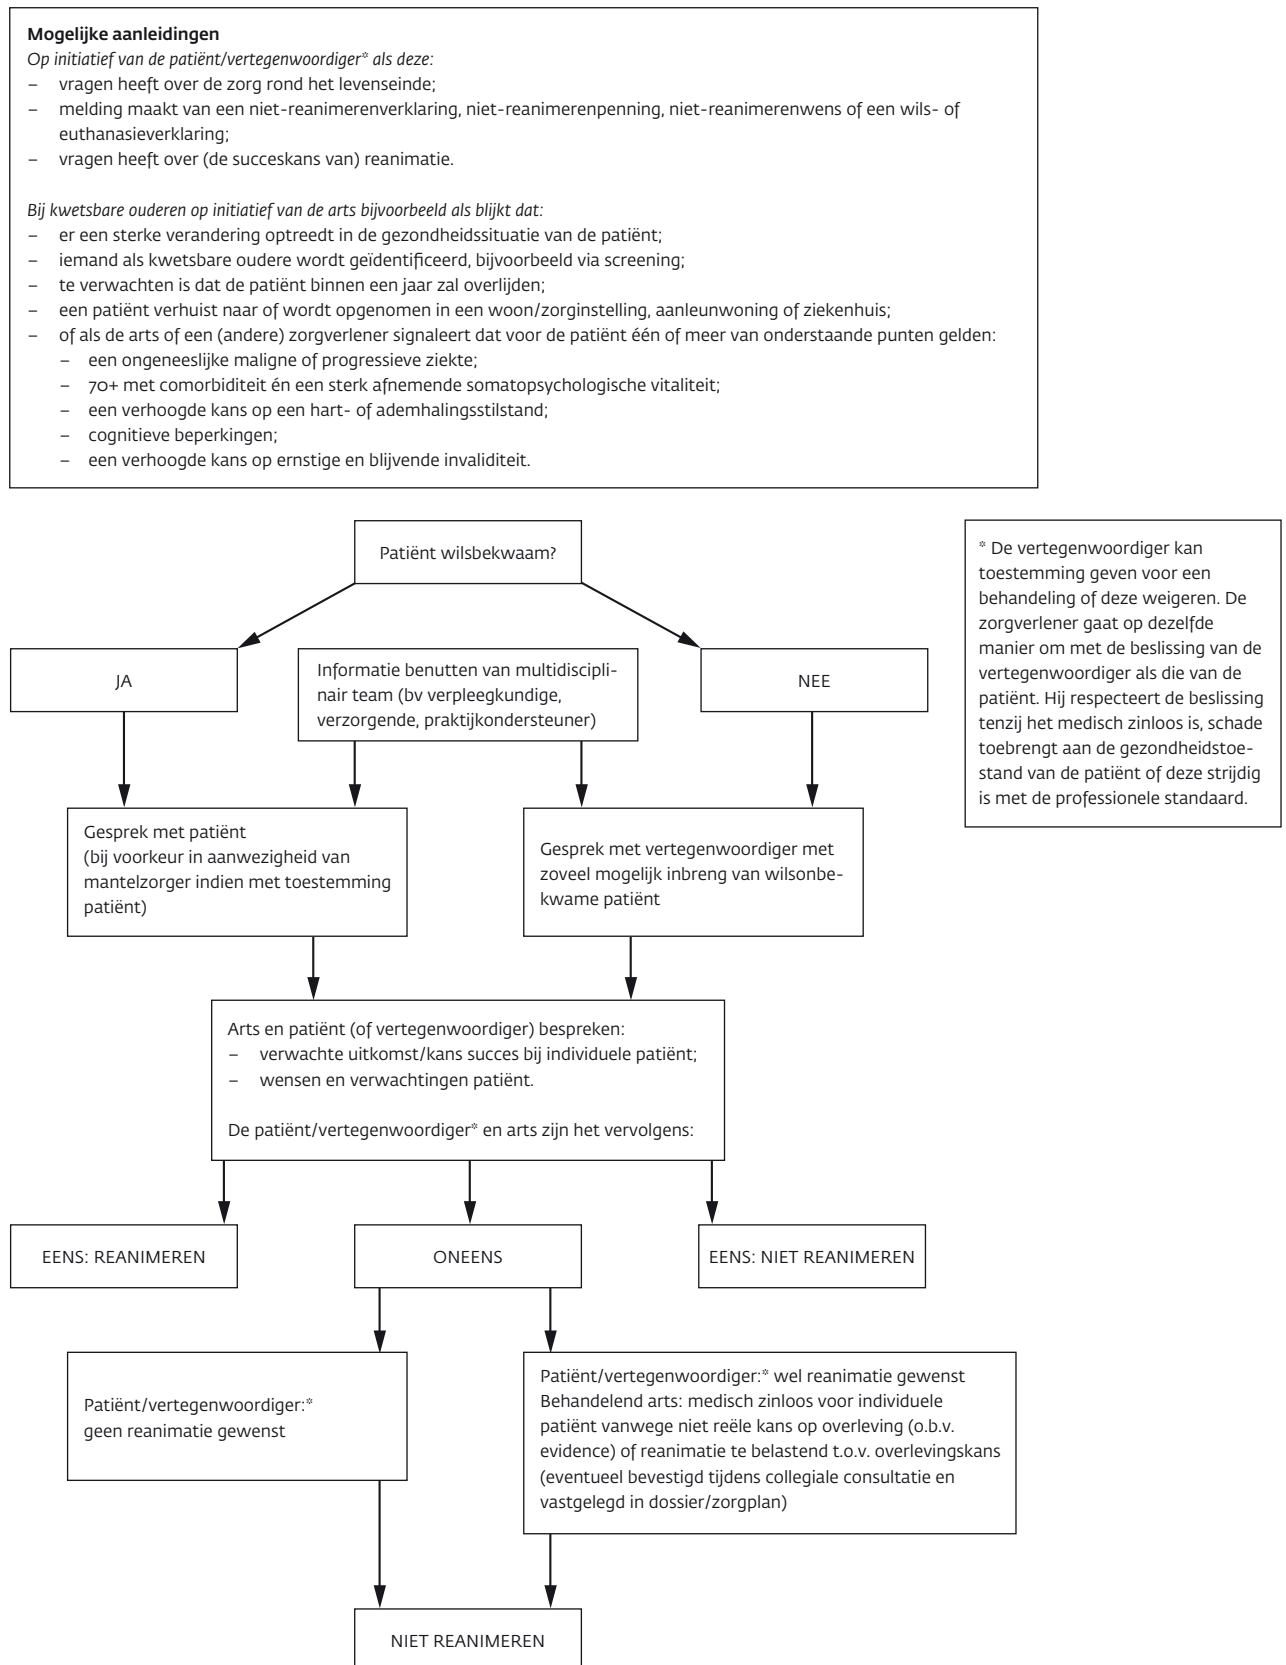 Mogelijke aanleidingen
Op initiatief van de patiënt/vertegenwoordiger* als deze:
– vragen heeft over de zorg rond het levenseinde;
– melding maakt van een niet-reanimerenverklaring, niet-reanimerenpenning, niet-reanimerenwens of een wils- of
euthanasieverklaring;
– vragen heeft over (de succeskans van) reanimatie.
Bij kwetsbare ouderen op initiatief van de arts bijvoorbeeld als blijkt dat:
– er een sterke verandering optreedt in de gezondheidssituatie van de patiënt;
– iemand als kwetsbare oudere wordt geïdentificeerd, bijvoorbeeld via screening;
– te verwachten is dat de patiënt binnen een jaar zal overlijden;
– een patiënt verhuist naar of wordt opgenomen in een woon/zorginstelling, aanleunwoning of ziekenhuis;
– of als de arts of een (andere) zorgverlener signaleert dat voor de patiënt één of meer van onderstaande punten gelden:
– een ongeneeslijke maligne of progressieve ziekte;
– 70+ met comorbiditeit én een sterk afnemende somatopsychologische vitaliteit;
– een verhoogde kans op een hart- of ademhalingsstilstand;
– cognitieve beperkingen;
– een verhoogde kans op ernstige en blijvende invaliditeit.
Patiënt wilsbekwaam?
* De vertegenwoordiger kan
toestemming geven voor een
behandeling of deze weigeren. De
zorgverlener gaat op dezelfde
manier om met de beslissing van de
vertegenwoordiger als die van de
patiënt. Hij respecteert de beslissing
tenzij het medisch zinloos is, schade
toebrengt aan de gezondheidstoe-
stand van de patiënt of deze strijdig
is met de professionele standaard.
JA
Informatie benutten van multidiscipli-
nair team (bv verpleegkundige,
verzorgende, praktijkondersteuner)
NEE
Gesprek met patiënt
(bij voorkeur in aanwezigheid van
mantelzorger indien met toestemming
patiënt)
Gesprek met vertegenwoordiger met
zoveel mogelijk inbreng van wilsonbe-
kwame patiënt
Arts en patiënt (of vertegenwoordiger) bespreken:
– verwachte uitkomst/kans succes bij individuele patiënt;
– wensen en verwachtingen patiënt.
De patiënt/vertegenwoordiger* en arts zijn het vervolgens:
EENS: REANIMEREN
ONEENS
EENS: NIET REANIMEREN
Patiënt/vertegenwoordiger:*
geen reanimatie gewenst
Patiënt/vertegenwoordiger:* wel reanimatie gewenst
Behandelend arts: medisch zinloos voor individuele
patiënt vanwege niet reële kans op overleving (o.b.v.
evidence) of reanimatie te belastend t.o.v. overlevingskans
(eventueel bevestigd tijdens collegiale consultatie en
vastgelegd in dossier/zorgplan)
NIET REANIMEREN